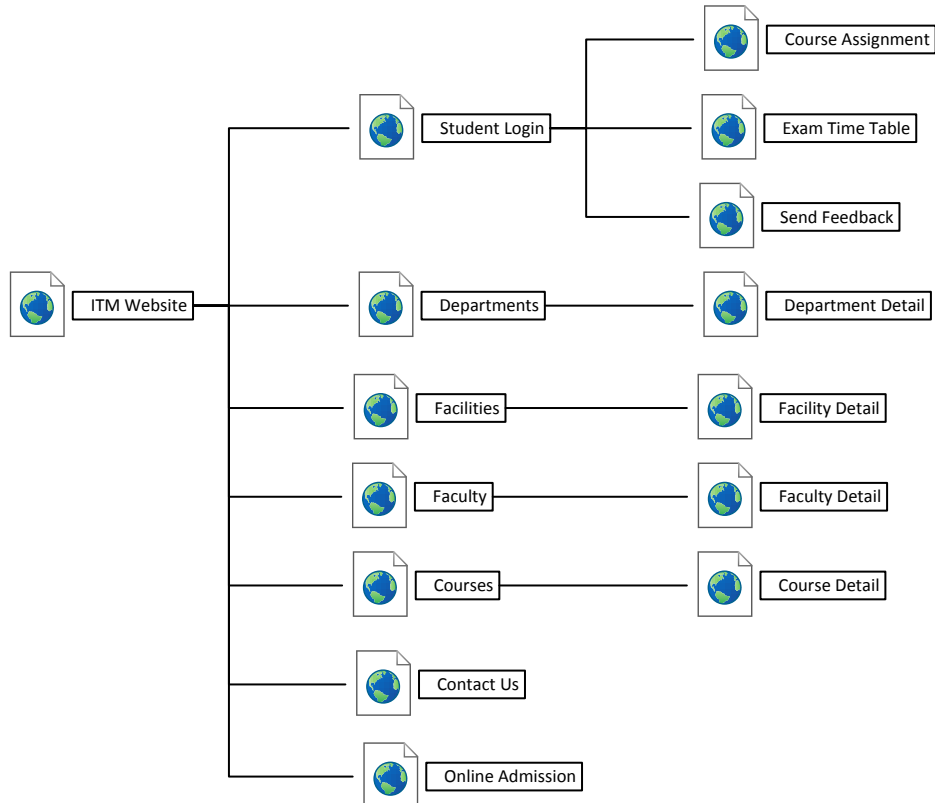 Course Assignment
Student Login
Exam Time Table
Send Feedback
ITM Website
Departments
Department Detail
Facilities
Facility Detail
Faculty
Faculty Detail
Courses
Course Detail
Contact Us
Online Admission